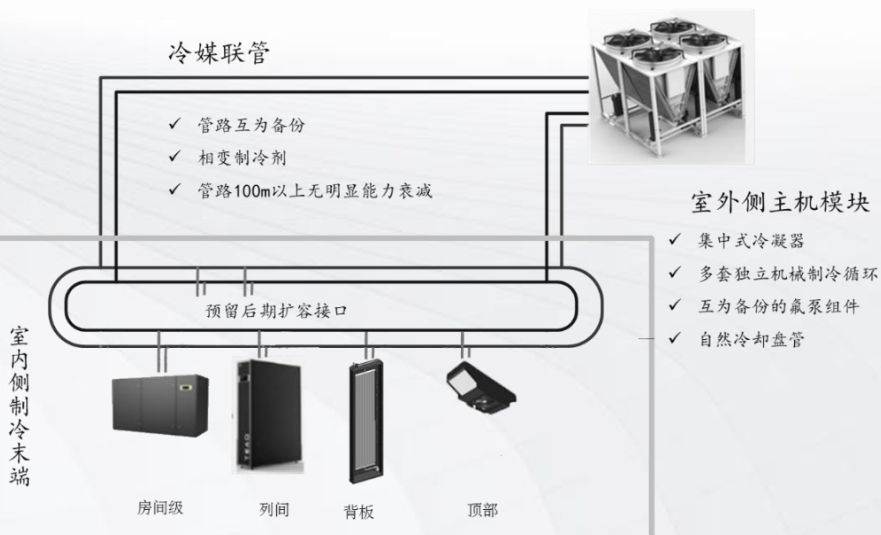 冷媒联管
✓ 管路互为备份
✓ 相变制冷剂
✓ 管路100m以上无明显能力衰减
室外侧主机模块
✓ 集中式冷凝器
✓ 多套独立机械制冷循环
✓ 互为备份的氟泵组件
✓ 自然冷却盘管
预留后期扩容接口
室内侧制冷末端
房间级
列间
背板
顶部